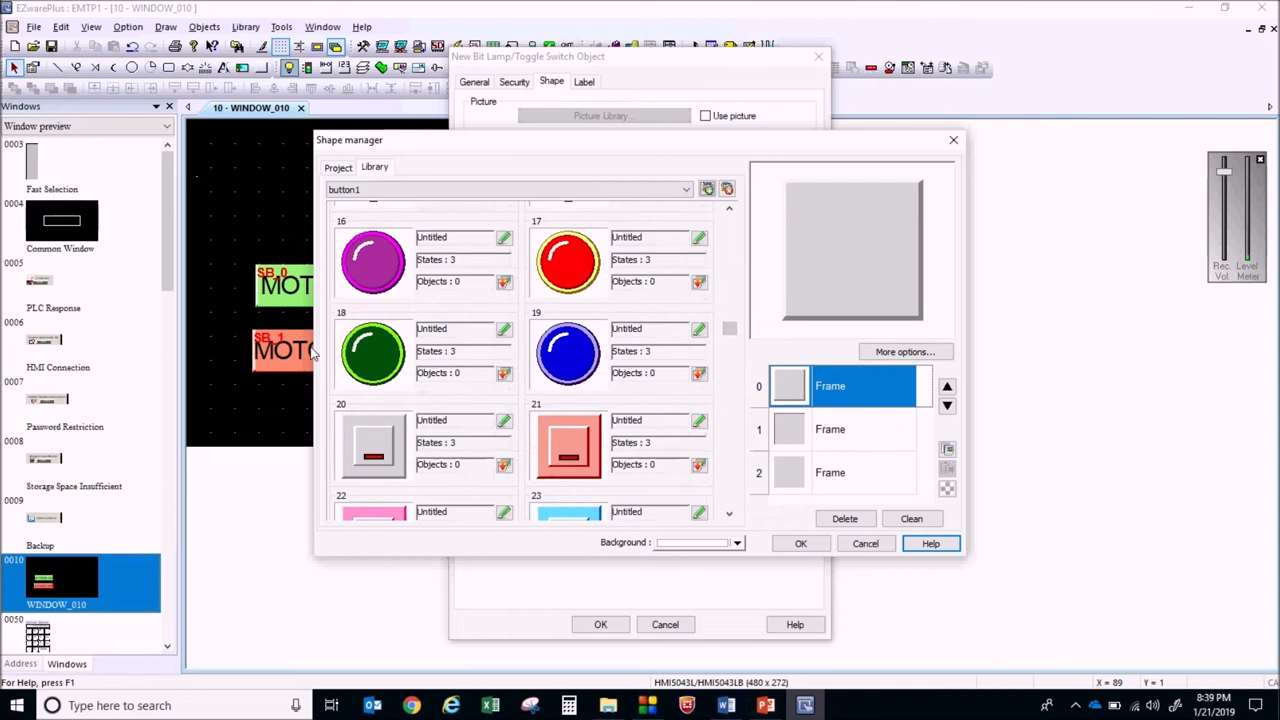 EZwarePlus - EMTP1 - [10 - WINDOW_010 ]
File Edit View Option Draw Objects Library Tools Window Help
Windows
10 - WINDOW_010
Window preview
0003
Fast Selection
0004
Common Window
0005
PLC Response
0006
HMI Connection
0007
Password Restriction
0008
Storage Space Insufficient
0009
Backup
0010
WINDOW_010
0050
Address Windows
For Help, press F1
SB_0
MOT
SB_1
MOTO
New Bit Lamp/Toggle Switch Object
General Security Shape Label
Picture
Picture Library... Use picture
Shape manager
Project Library
button1
16 Untitled
States : 3
Objects : 0
17 Untitled
States : 3
Objects : 0
18 Untitled
States : 3
Objects : 0
19 Untitled
States : 3
Objects : 0
20 Untitled
States : 3
Objects : 0
21 Untitled
States : 3
Objects : 0
22 Untitled
23 Untitled
Background :
More options...
0 Frame
1 Frame
2 Frame
Delete Clean
OK Cancel Help
OK Cancel Help
Rec. Vol. Level Meter
HMI5043L/HMI5043LB (480 x 272)
X = 89 Y = 1
CA
Type here to search
8:39 PM
1/21/2019